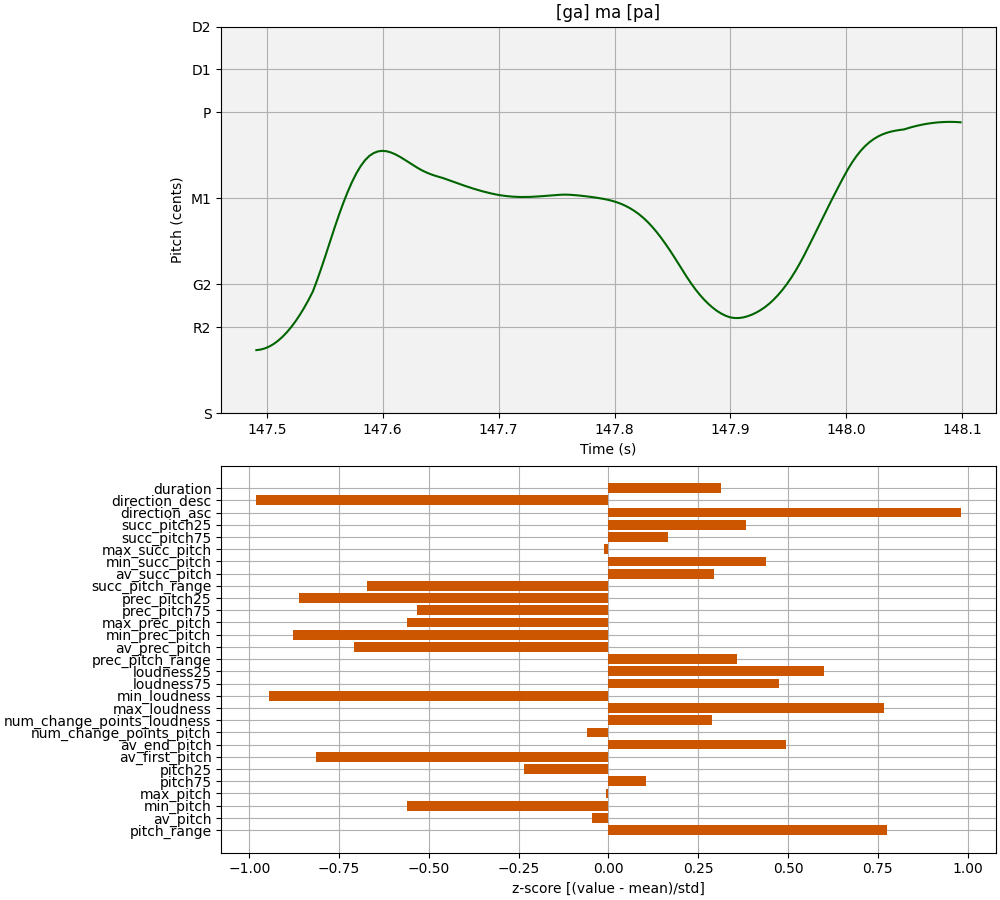 [ga] ma [pa]
D2
D1
P
M1
G2
R2
S
Pitch (cents)
147.5 147.6 147.7 147.8 147.9 148.0 148.1
Time (s)
duration
direction_desc
direction_asc
succ_pitch25
succ_pitch75
max_succ_pitch
min_succ_pitch
av_succ_pitch
succ_pitch_range
prec_pitch25
prec_pitch75
max_prec_pitch
min_prec_pitch
av_prec_pitch
prec_pitch_range
loudness25
loudness75
min_loudness
max_loudness
num_change_points_loudness
num_change_points_pitch
av_end_pitch
av_first_pitch
pitch25
pitch75
max_pitch
min_pitch
av_pitch
pitch_range
−1.00 −0.75 −0.50 −0.25 0.00 0.25 0.50 0.75 1.00
z-score [(value - mean)/std]